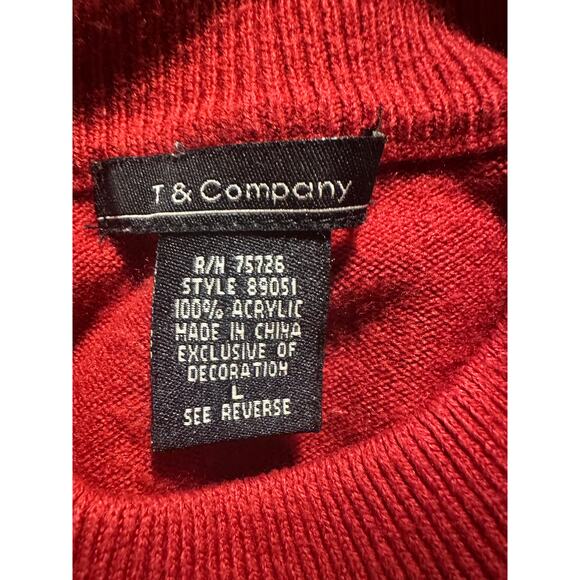 T & Company
R/N 75726
STYLE 89051
100% ACRYLIC
MADE IN CHINA
EXCLUSIVE OF
DECORATION
L
SEE REVERSE